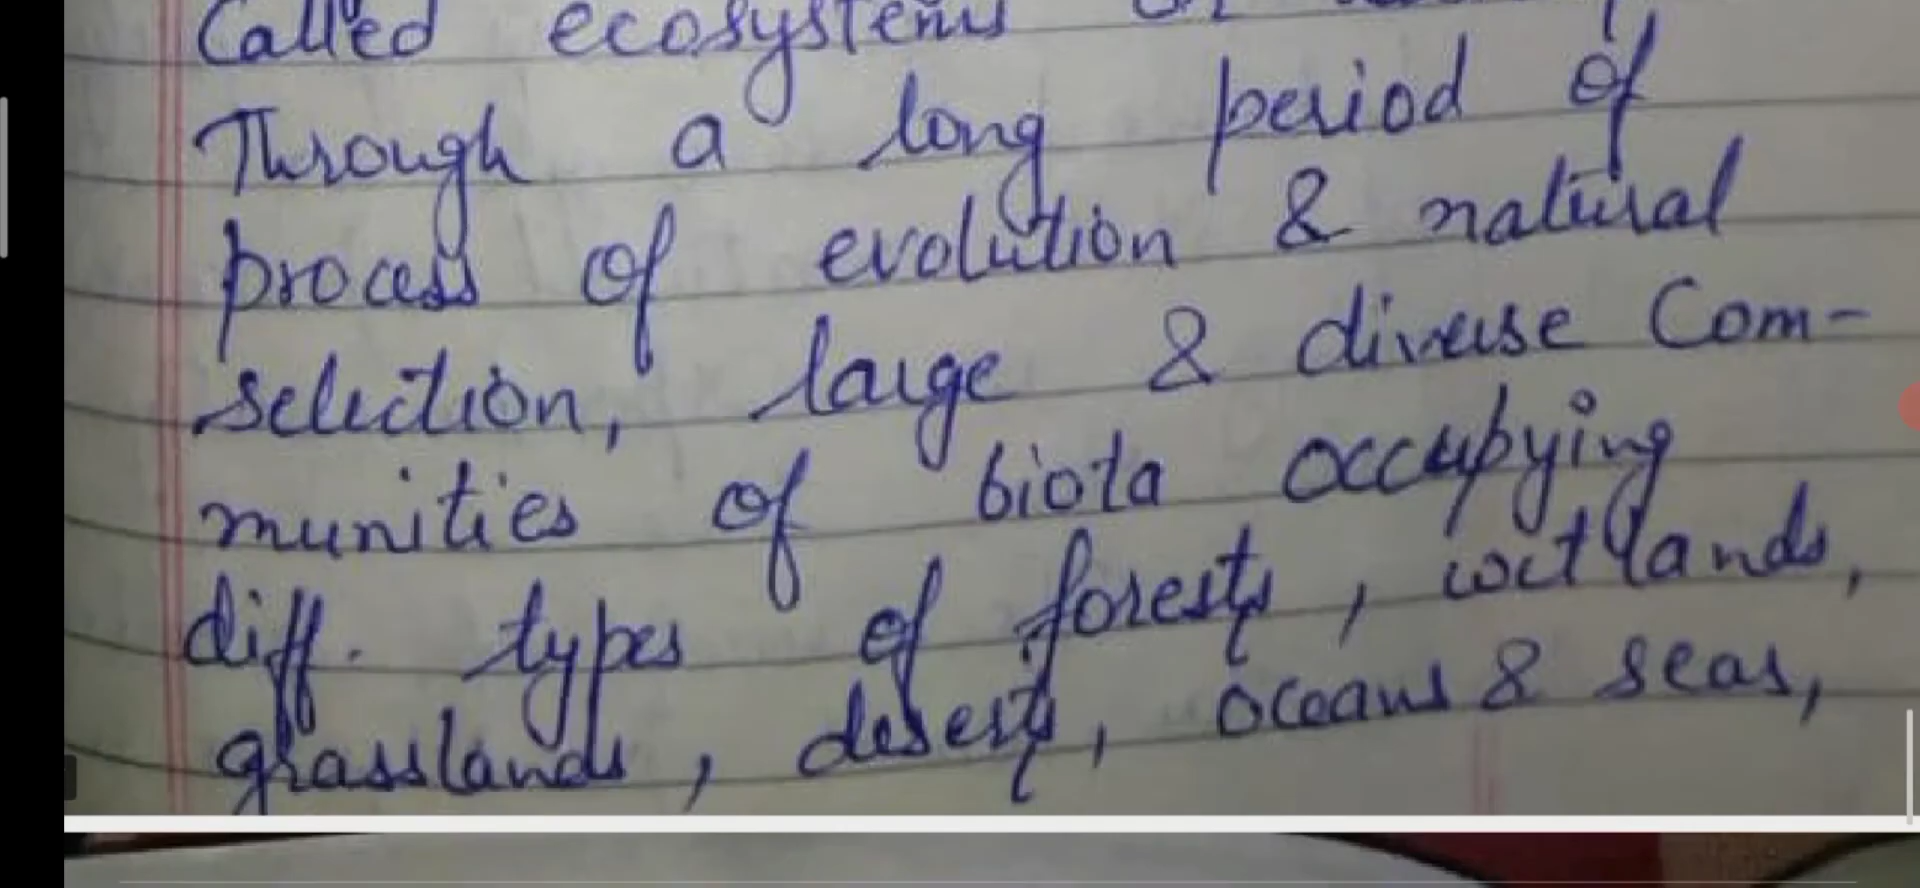 Called ecosystems or
Through a long period of
process of evolution & natural
selection, large & diverse Com-
munities of biota occupying
diff. types of forests, wetlands,
grasslands, deserts, oceans & seas,